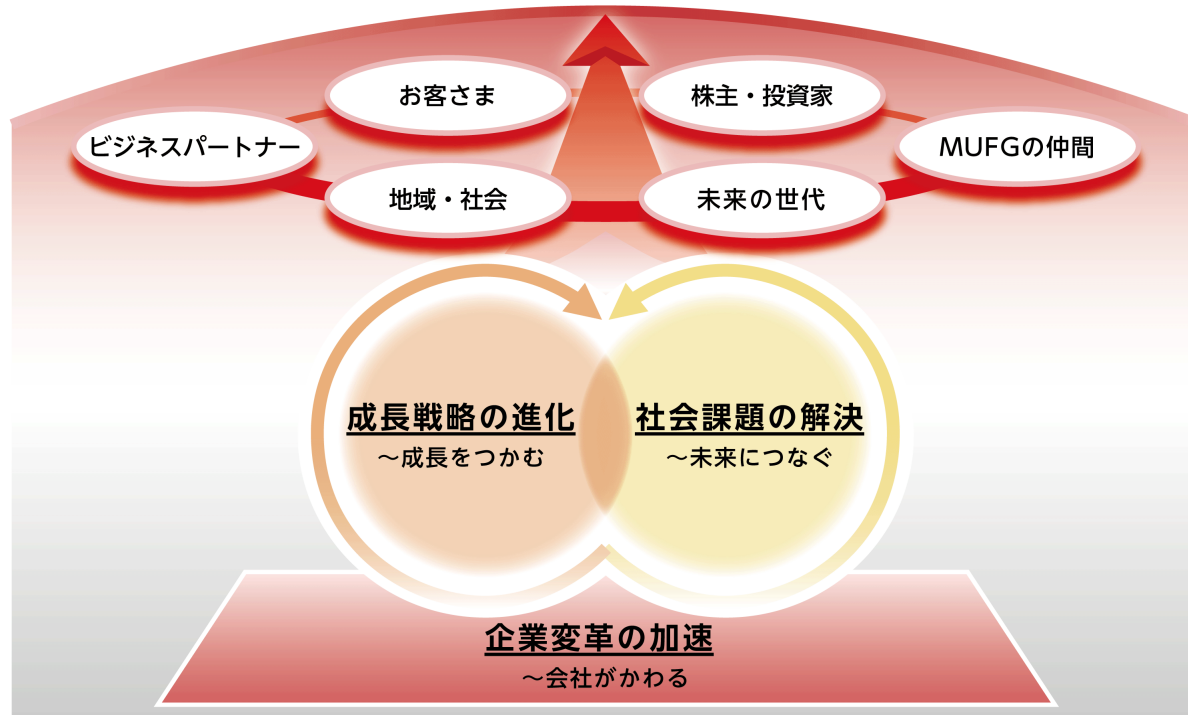 お客さま
株主・投資家
ビジネスパートナー
MUFGの仲間
地域・社会
未来の世代
成長戦略の進化
～成長をつかむ
社会課題の解決
～未来につなぐ
企業変革の加速
～会社がかわる